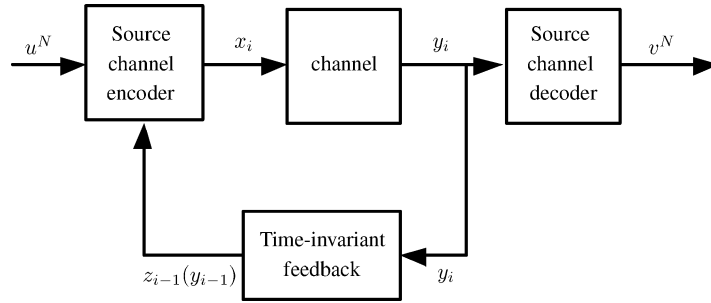 u^N
Source
channel
encoder
x_i
channel
y_i
Source
channel
decoder
v^N
z_{i-1}(y_{i-1})
Time-invariant
feedback
y_i